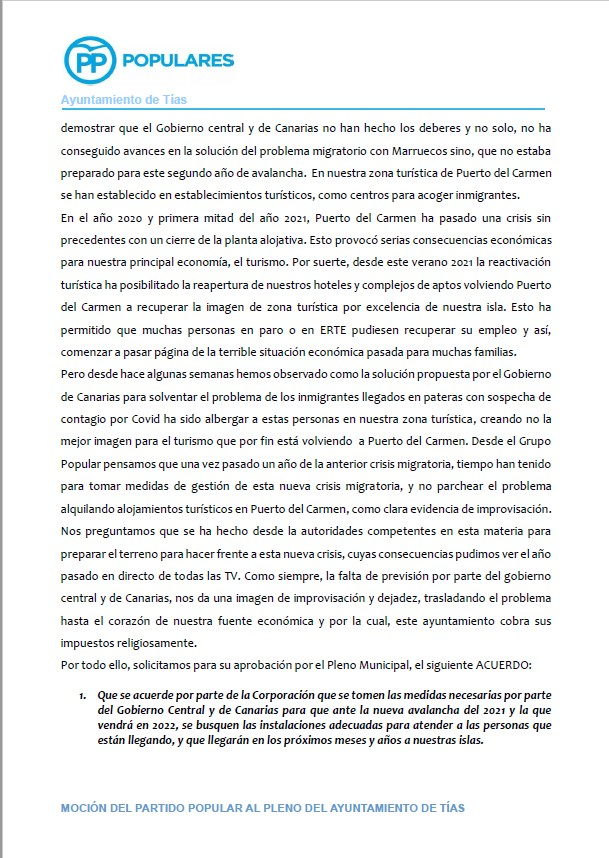 PP POPULARES
Ayuntamiento de Tías
demostrar que el Gobierno central y de Canarias no han hecho los deberes y no solo, no ha
conseguido avances en la solución del problema migratorio con Marruecos sino, que no estaba
preparado para este segundo año de avalancha. En nuestra zona turística de Puerto del Carmen
se han establecido en establecimientos turísticos, como centros para acoger inmigrantes.
En el año 2020 y primera mitad del año 2021, Puerto del Carmen ha pasado una crisis sin
precedentes con un cierre de la planta alojativa. Esto provocó serias consecuencias económicas
para nuestra principal economía, el turismo. Por suerte, desde este verano 2021 la reactivación
turística ha posibilitado la reapertura de nuestros hoteles y complejos de aptos volviendo Puerto
del Carmen a recuperar la imagen de zona turística por excelencia de nuestra isla. Esto ha
permitido que muchas personas en paro o en ERTE pudiesen recuperar su empleo y así,
comenzar a pasar página de la terrible situación económica pasada para muchas familias.
Pero desde hace algunas semanas hemos observado como la solución propuesta por el Gobierno
de Canarias para solventar el problema de los inmigrantes llegados en pateras con sospecha de
contagio por Covid ha sido albergar a estas personas en nuestra zona turística, creando no la
mejor imagen para el turismo que por fin está volviendo a Puerto del Carmen. Desde el Grupo
Popular pensamos que una vez pasado un año de la anterior crisis migratoria, tiempo han tenido
para tomar medidas de gestión de esta nueva crisis migratoria, y no parchear el problema
alquilando alojamientos turísticos en Puerto del Carmen, como clara evidencia de improvisación.
Nos preguntamos que se ha hecho desde la autoridades competentes en esta materia para
preparar el terreno para hacer frente a esta nueva crisis, cuyas consecuencias pudimos ver el año
pasado en directo de todas las TV. Como siempre, la falta de previsión por parte del gobierno
central y de Canarias, nos da una imagen de improvisación y dejadez, trasladando el problema
hasta el corazón de nuestra fuente económica y por la cual, este ayuntamiento cobra sus
impuestos religiosamente.
Por todo ello, solicitamos para su aprobación por el Pleno Municipal, el siguiente ACUERDO:
1. Que se acuerde por parte de la Corporación que se tomen las medidas necesarias por parte
del Gobierno Central y de Canarias para que ante la nueva avalancha del 2021 y la que
vendrá en 2022, se busquen las instalaciones adecuadas para atender a las personas que
están llegando, y que llegarán en los próximos meses y años a nuestras islas.
MOCIÓN DEL PARTIDO POPULAR AL PLENO DEL AYUNTAMIENTO DE TÍAS